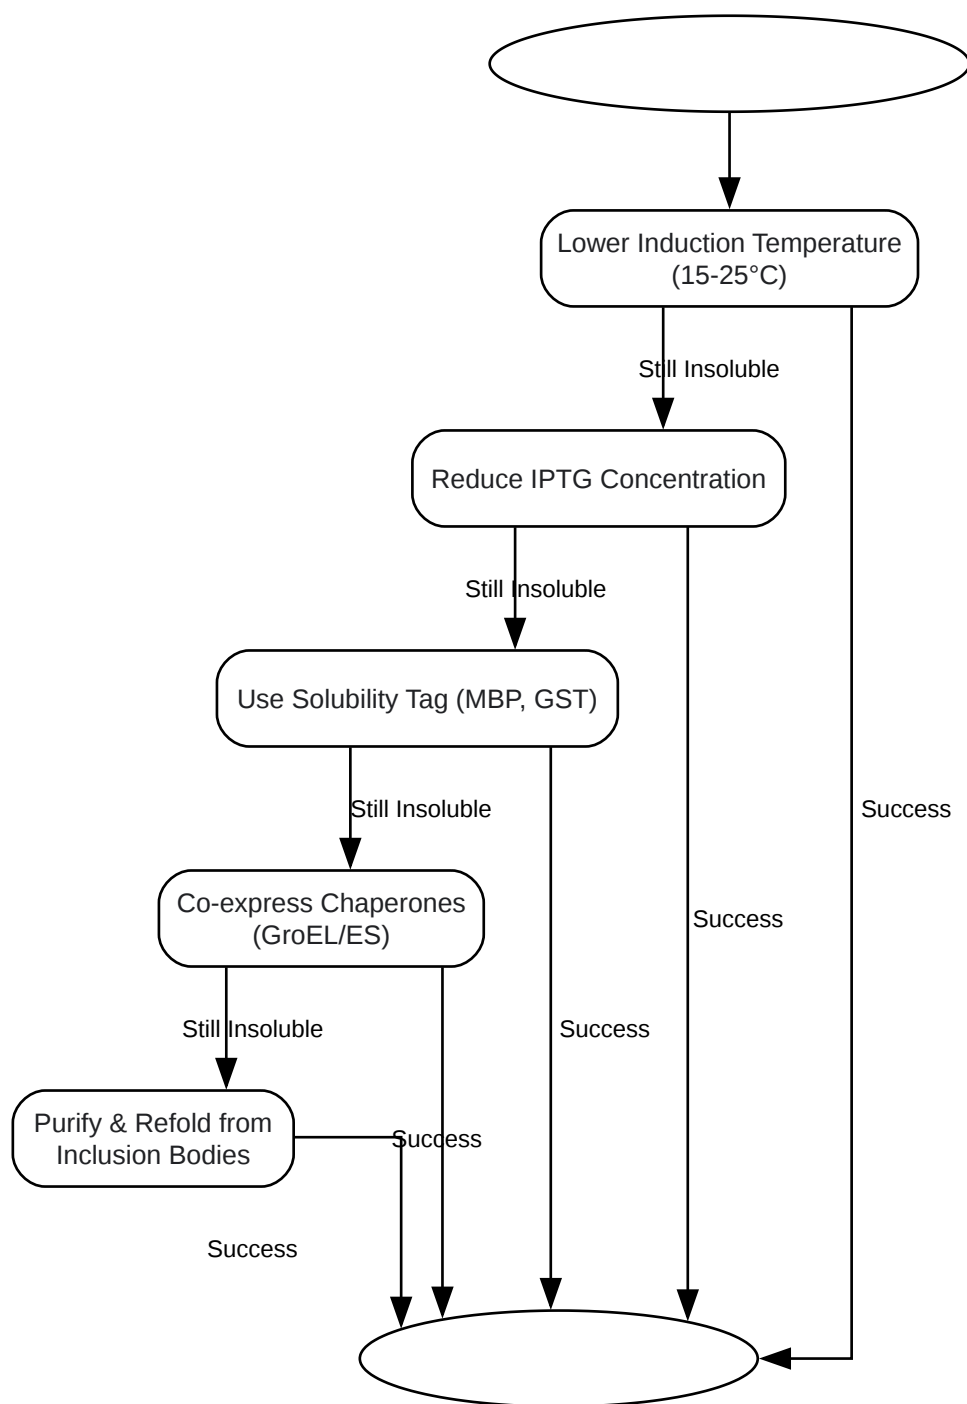 Lower Induction Temperature
(15-25°C)
Still Insoluble
Reduce IPTG Concentration
Still Insoluble
Use Solubility Tag (MBP, GST)
Still Insoluble
Success
Co-express Chaperones
(GroEL/ES)
Success
Still Insoluble
Success
Purify & Refold from
Inclusion Bodies
Success
Success